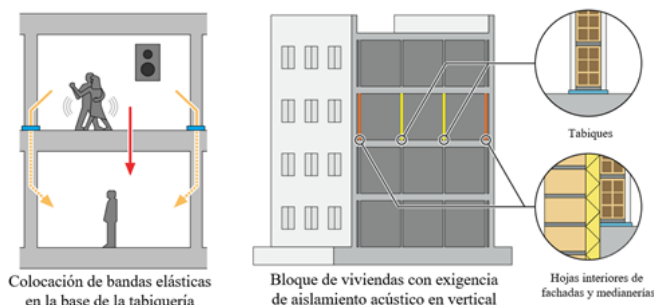 Tabiques
Colocación de bandas elásticas
en la base de la tabiquería
Bloque de viviendas con exigencia
de aislamiento acústico en vertical
Hojas interiores de
fachadas y medianerías